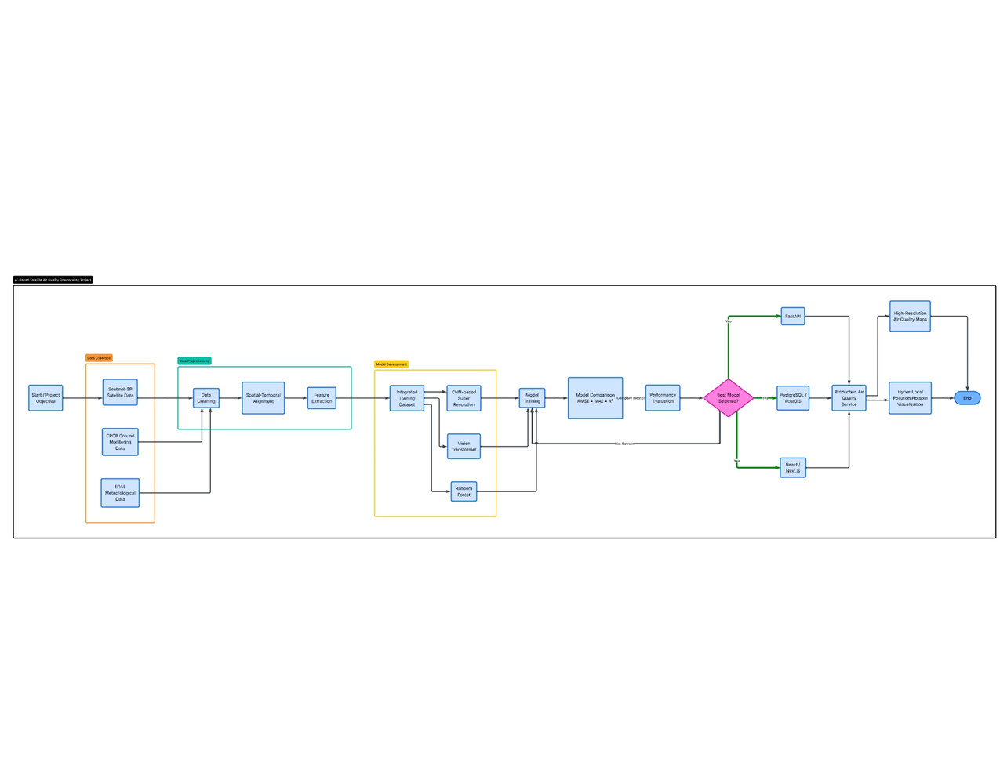 AI-Based Satellite Air Quality Downscaling Project
Data Collection
Start / Project
Objective
Sentinel-5P
Satellite Data
CPCB Ground
Monitoring
Data
ERA5
Meteorological
Data
Data Preprocessing
Data
Cleaning
Spatial-Temporal
Alignment
Feature
Extraction
Model Development
Integrated
Training
Dataset
CNN-based
Super
Resolution
Vision
Transformer
Random
Forest
Model
Training
Model Comparison
RMSE • MAE • R²
Compare metrics
Performance
Evaluation
Best Model
Selected?
No: Retrain
Yes
Yes
Yes
FastAPI
PostgreSQL /
PostGIS
React /
Next.js
Production Air
Quality
Service
High-Resolution
Air Quality Maps
Hyper-Local
Pollution Hotspot
Visualization
End